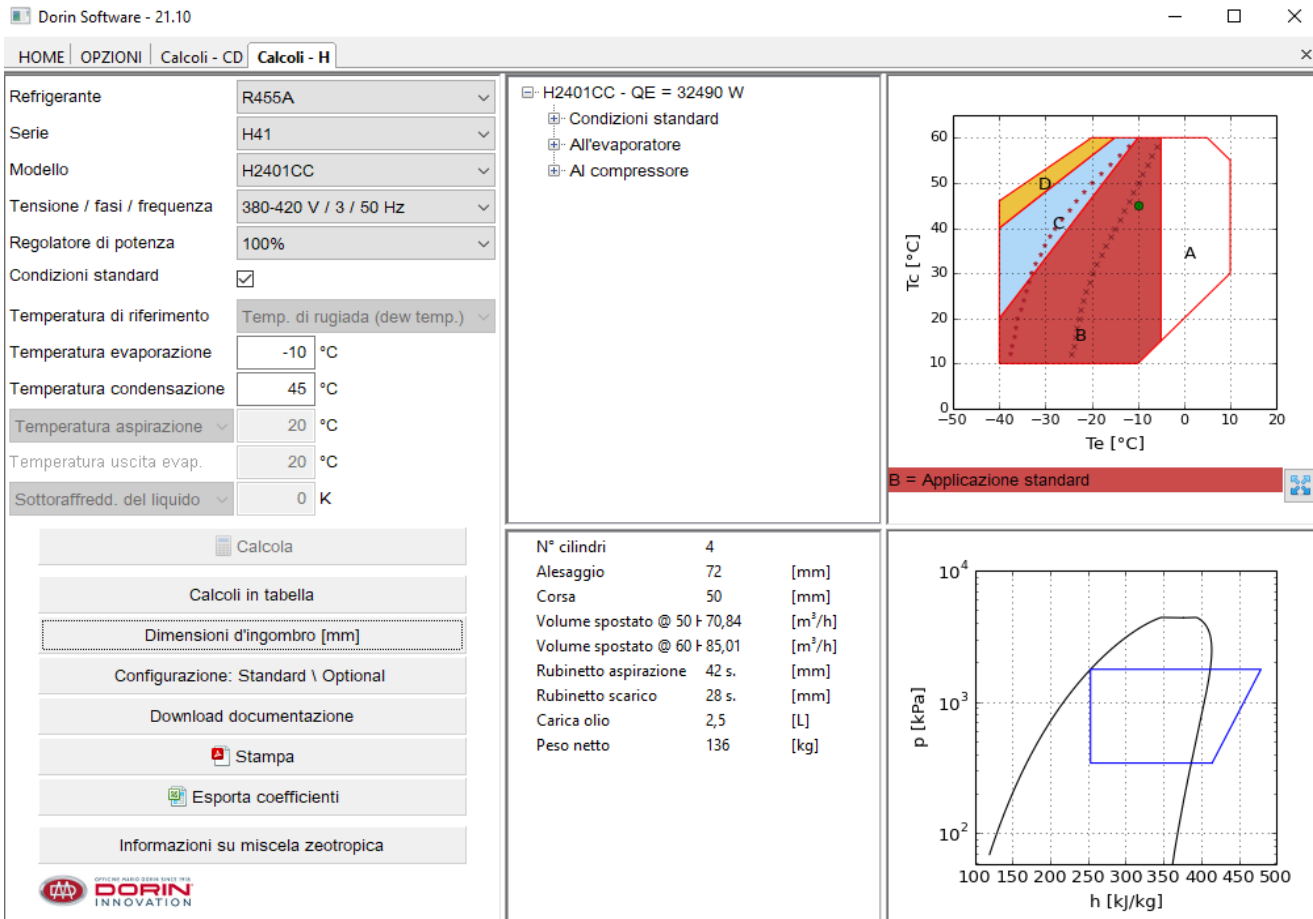 Dorin Software - 21.10
HOME OPZIONI Calcoli - CD Calcoli - H
Refrigerante R455A
Serie H41
Modello H2401CC
Tensione / fasi / frequenza 380-420 V / 3 / 50 Hz
Regolatore di potenza 100%
Condizioni standard
Temperatura di riferimento Temp. di rugiada (dew temp.)
Temperatura evaporazione -10 °C
Temperatura condensazione 45 °C
Temperatura aspirazione 20 °C
Temperatura uscita evap. 20 °C
Sottoraffredd. del liquido 0 K
Calcola
Calcoli in tabella
Dimensioni d'ingombro [mm]
Configurazione: Standard \ Optional
Download documentazione
Stampa
Esporta coefficienti
Informazioni su miscela zeotropica
OFFICINE MARIO DORIN SINCE 1918
DORIN
INNOVATION
H2401CC - QE = 32490 W
Condizioni standard
All'evaporatore
Al compressore
N° cilindri 4
Alesaggio 72 [mm]
Corsa 50 [mm]
Volume spostato @ 50 H 70,84 [m³/h]
Volume spostato @ 60 H 85,01 [m³/h]
Rubinetto aspirazione 42 s. [mm]
Rubinetto scarico 28 s. [mm]
Carica olio 2,5 [L]
Peso netto 136 [kg]
60
50
40
30
20
10
0
Tc [°C]
D
C
A
B
−50 −40 −30 −20 −10 0 10 20
Te [°C]
B = Applicazione standard
10⁴
10³
10²
p [kPa]
100 150 200 250 300 350 400 450 500
h [kJ/kg]